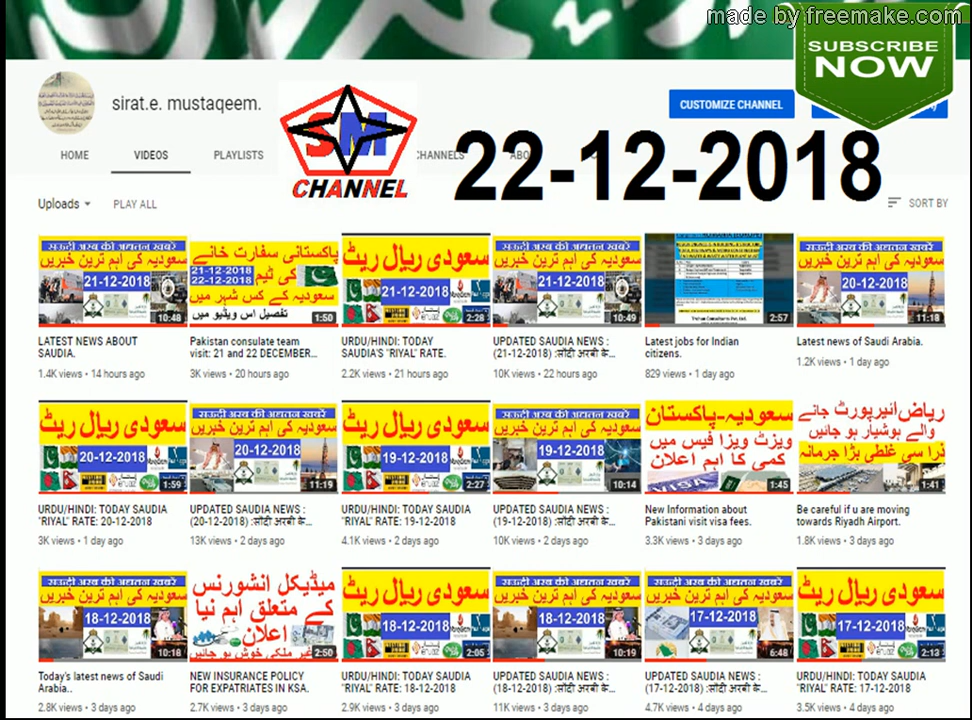 made by freemake.com
SUBSCRIBE
NOW
sirat.e. mustaqeem.
CUSTOMIZE CHANNEL
SM
CHANNEL
22-12-2018
HOME
VIDEOS
PLAYLISTS
CHANNELS
Uploads
PLAY ALL
SORT BY
सऊदी अरब की अद्यतन खबरें
سعودیہ کی اہم ترین خبریں
21-12-2018
10:48
پاکستانی سفارت خانے
21-12-2018
22-12-2018
کی ٹیم
سعودیہ کے کس شہر میں
تفصیل اس ویڈیو میں
1:50
سعودی ریال ریٹ
21-12-2018
2:28
सऊदी अरब की अद्यतन खबरें
سعودیہ کی اہم ترین خبریں
21-12-2018
10:49
2:57
सऊदी अरब की अद्यतन खबरें
سعودیہ کی اہم ترین خبریں
20-12-2018
11:18
LATEST NEWS ABOUT
SAUDIA.
1.4K views • 14 hours ago
Pakistan consulate team
visit: 21 and 22 DECEMBER...
3K views • 20 hours ago
URDU/HINDI: TODAY
SAUDIA'S "RIYAL" RATE.
2.2K views • 21 hours ago
UPDATED SAUDIA NEWS :
(21-12-2018) :सौदी अरबी के...
10K views • 22 hours ago
Latest jobs for Indian
citizens.
829 views • 1 day ago
Latest news of Saudi Arabia.
1.2K views • 1 day ago
سعودی ریال ریٹ
20-12-2018
1:59
सऊदी अरब की अद्यतन खबरें
سعودیہ کی اہم ترین خبریں
20-12-2018
11:19
سعودی ریال ریٹ
19-12-2018
2:27
सऊदी अरब की अद्यतन खबरें
سعودیہ کی اہم ترین خبریں
19-12-2018
10:14
سعودیہ-پاکستان
ویزٹ ویزا فیس میں
کمی کا اہم اعلان
VISA
1:45
ریاض ائیرپورٹ جانے
والے ہوشیار ہو جائیں
ذرا سی غلطی بڑا جرمانہ
1:41
URDU/HINDI: TODAY SAUDIA
"RIYAL" RATE: 20-12-2018
3K views • 1 day ago
UPDATED SAUDIA NEWS :
(20-12-2018) :सौदी अरबी के...
13K views • 2 days ago
URDU/HINDI: TODAY SAUDIA
"RIYAL" RATE: 19-12-2018
4.1K views • 2 days ago
UPDATED SAUDIA NEWS :
(19-12-2018) :सौदी अरबी के...
10K views • 2 days ago
New Information about
Pakistani visit visa fees.
3.3K views • 3 days ago
Be careful if u are moving
towards Riyadh Airport.
1.8K views • 3 days ago
सऊदी अरब की अद्यतन खबरें
سعودیہ کی اہم ترین خبریں
18-12-2018
10:18
میڈیکل انشورنس
کے متعلق اہم نیا
اعلان
غیر ملکی خوش ہو جائیں
2:50
سعودی ریال ریٹ
18-12-2018
2:05
सऊदी अरब की अद्यतन खबरें
سعودیہ کی اہم ترین خبریں
18-12-2018
10:19
सऊदी अरब की अद्यतन खबरें
سعودیہ کی اہم ترین خبریں
17-12-2018
6:48
سعودی ریال ریٹ
17-12-2018
2:13
Today's latest news of Saudi
Arabia..
2.8K views • 3 days ago
NEW INSURANCE POLICY
FOR EXPATRIATES IN KSA.
2.7K views • 3 days ago
URDU/HINDI: TODAY SAUDIA
"RIYAL" RATE: 18-12-2018
2.9K views • 3 days ago
UPDATED SAUDIA NEWS :
(18-12-2018) :सौदी अरबी के...
11K views • 3 days ago
UPDATED SAUDIA NEWS :
(17-12-2018) :सौदी अरबी के...
4.7K views • 4 days ago
URDU/HINDI: TODAY SAUDIA
"RIYAL" RATE: 17-12-2018
3.5K views • 4 days ago